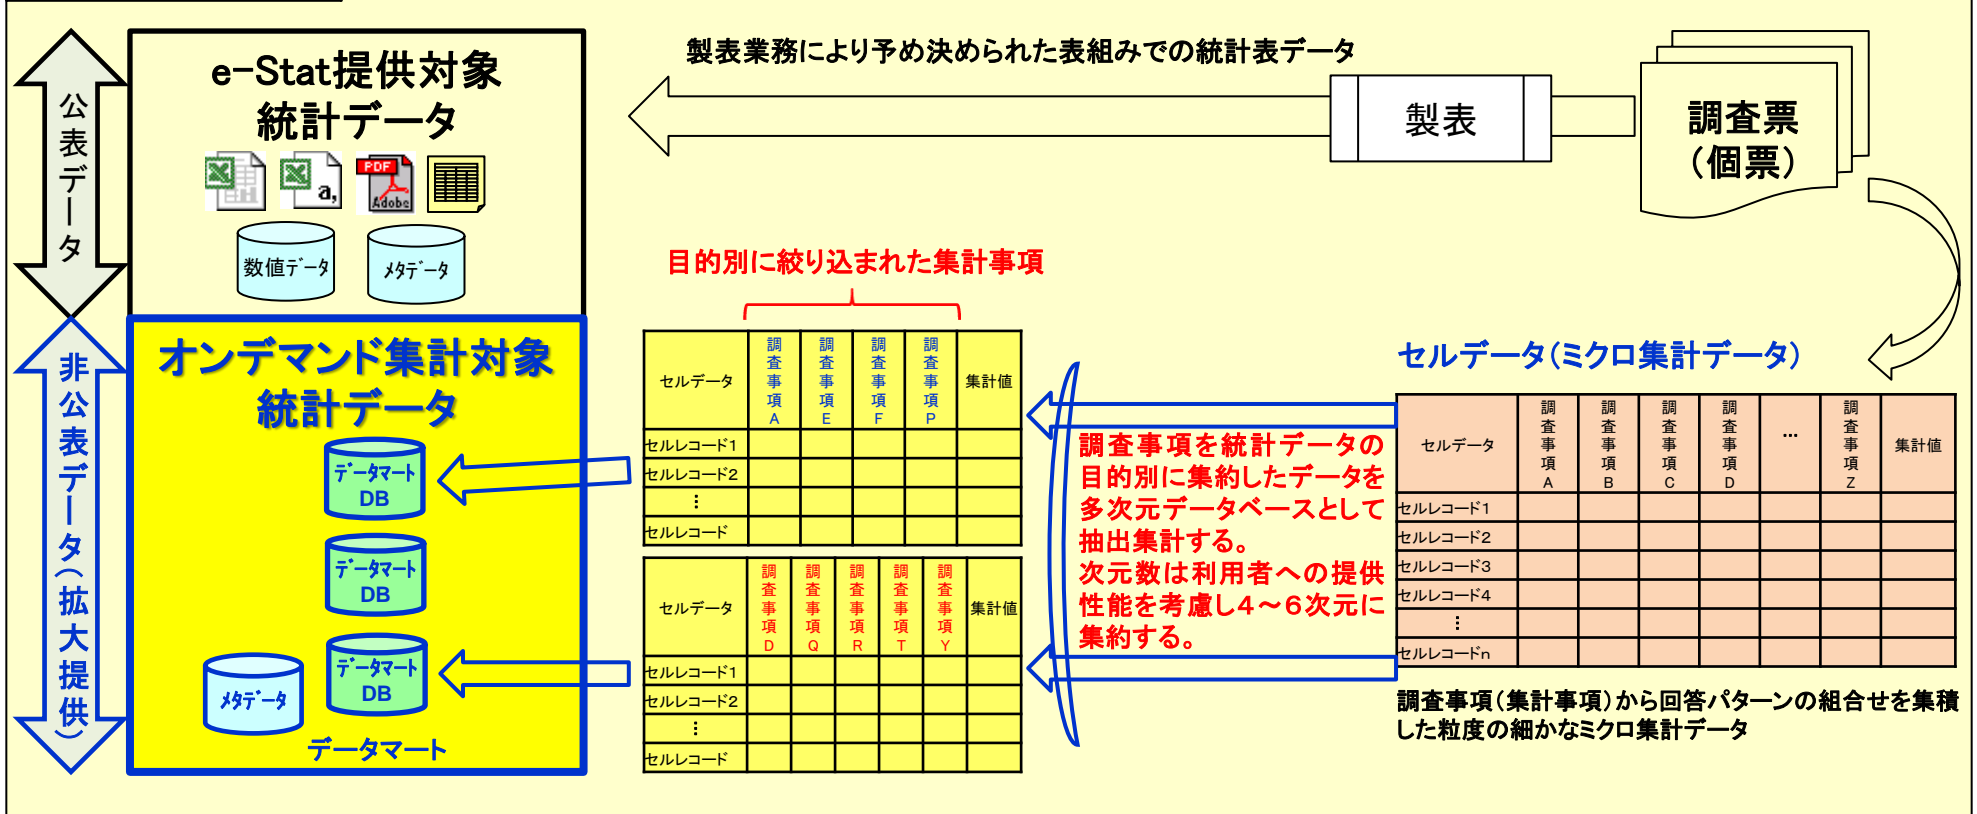 公表データ
e-Stat提供対象
統計データ
PDF
Adobe
a,
数値データ
メタデータ
製表業務により予め決められた表組みでの統計表データ
製表
調査票
（個票）
非公表データ（拡大提供）
オンデマンド集計対象
統計データ
データマート
DB
データマート
DB
データマート
DB
メタデータ
データマート
目的別に絞り込まれた集計事項
セルデータ 調査事項A 調査事項E 調査事項F 調査事項P 集計値
セルレコード1
セルレコード2
⋮
セルレコード
セルデータ 調査事項D 調査事項Q 調査事項R 調査事項T 調査事項Y 集計値
セルレコード1
セルレコード2
⋮
セルレコード
調査事項を統計データの
目的別に集約したデータを
多次元データベースとして
抽出集計する。
次元数は利用者への提供
性能を考慮し４～６次元に
集約する。
セルデータ(ミクロ集計データ)
セルデータ 調査事項A 調査事項B 調査事項C 調査事項D … 調査事項Z 集計値
セルレコード1
セルレコード2
セルレコード3
セルレコード4
⋮
セルレコードn
調査事項（集計事項）から回答パターンの組合せを集積
した粒度の細かなミクロ集計データ